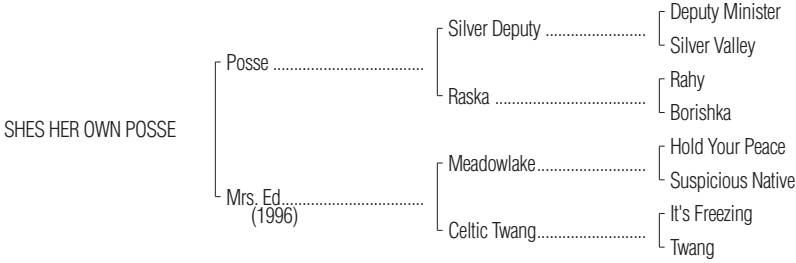 Deputy Minister
Silver Deputy ........................
Silver Valley
Posse ....................................
Rahy
Raska ....................................
Borishka
SHES HER OWN POSSE
Hold Your Peace
Meadowlake..........................
Suspicious Native
Mrs. Ed..................................
(1996)
It's Freezing
Celtic Twang..........................
Twang